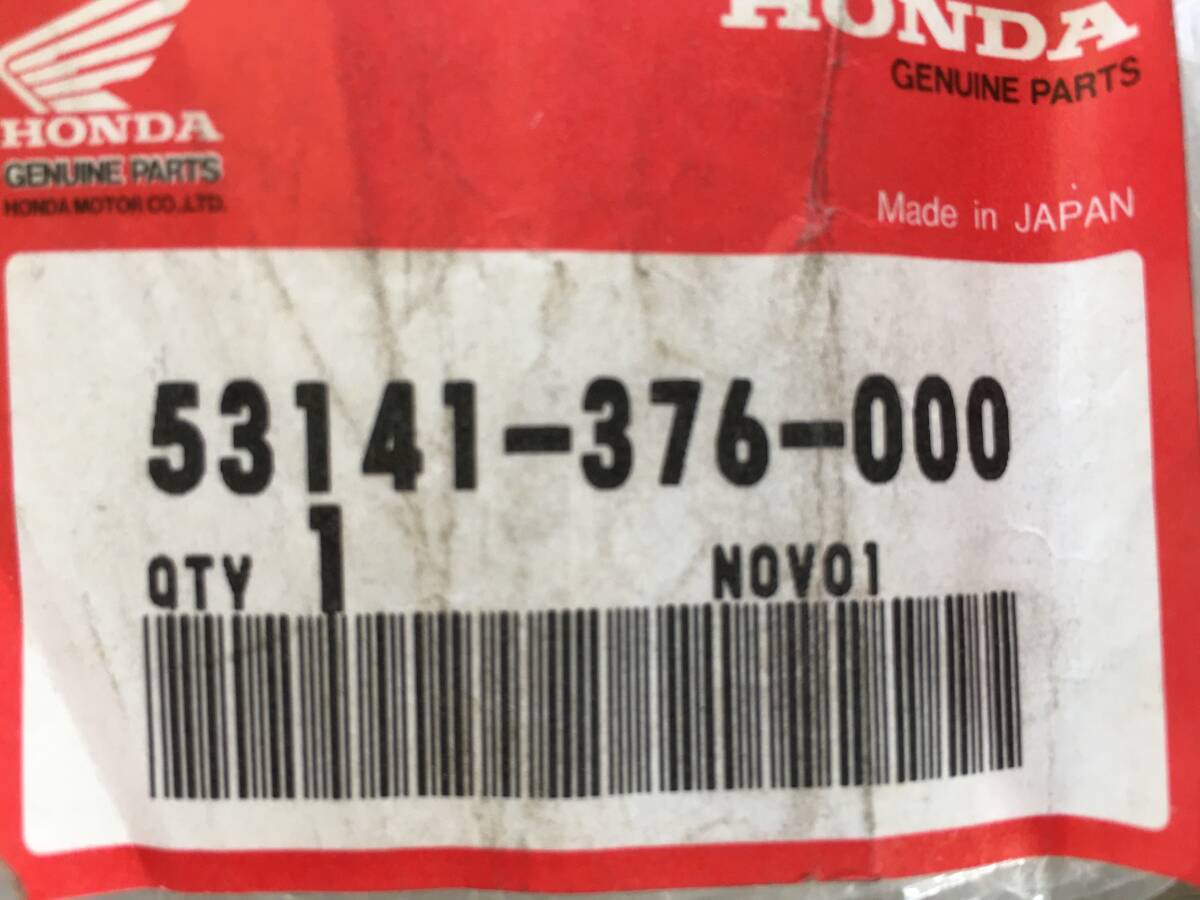 HONDA
GENUINE PARTS
HONDA
GENUINE PARTS
HONDA MOTOR CO.,LTD.
Made in JAPAN
53141-376-000
QTY 1 NOV01